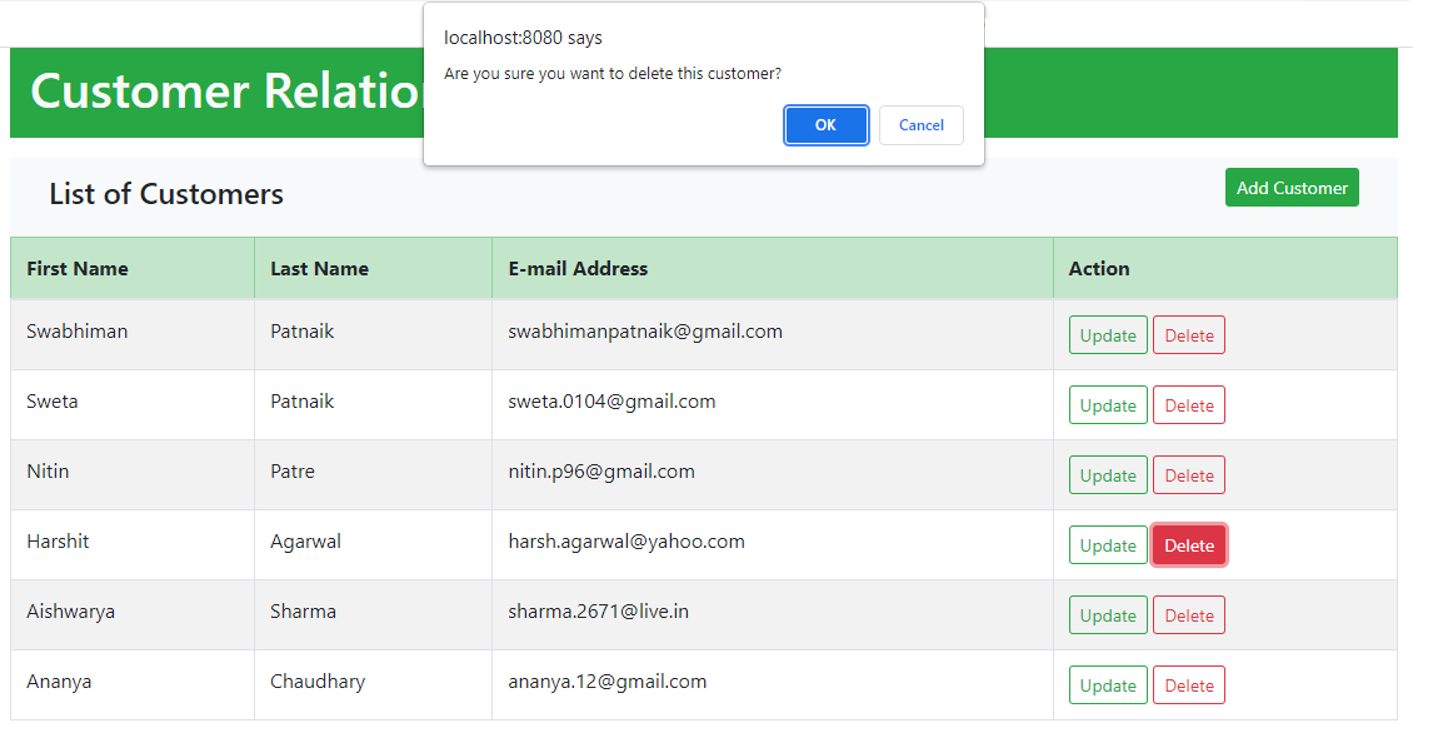 localhost:8080 says
Are you sure you want to delete this customer?
OK Cancel
Customer Relation
List of Customers Add Customer
First Name Last Name E-mail Address Action
Swabhiman Patnaik swabhimanpatnaik@gmail.com Update Delete
Sweta Patnaik sweta.0104@gmail.com Update Delete
Nitin Patre nitin.p96@gmail.com Update Delete
Harshit Agarwal harsh.agarwal@yahoo.com Update Delete
Aishwarya Sharma sharma.2671@live.in Update Delete
Ananya Chaudhary ananya.12@gmail.com Update Delete